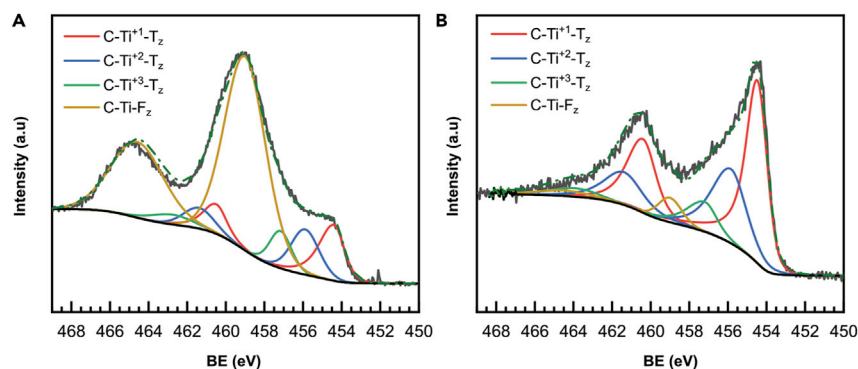 A
C-Ti+1-Tz
C-Ti+2-Tz
C-Ti+3-Tz
C-Ti-Fz
Intensity (a.u)
468 466 464 462 460 458 456 454 452 450
BE (eV)
B
C-Ti+1-Tz
C-Ti+2-Tz
C-Ti+3-Tz
C-Ti-Fz
Intensity (a.u)
468 466 464 462 460 458 456 454 452 450
BE (eV)